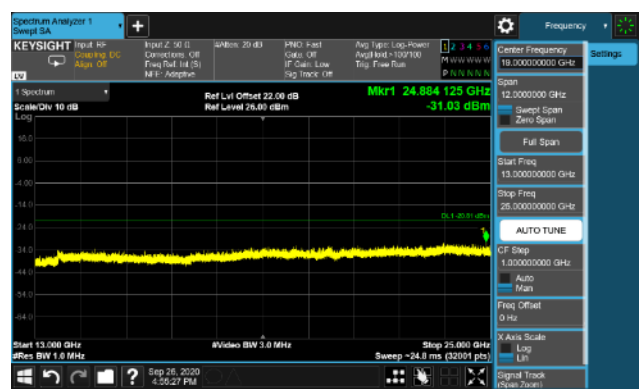 Spectrum Analyzer 1
Swept SA
+
Frequency
KEYSIGHT
Input: RF
Coupling: DC
Align: Off
Input Z: 50 Ω
Corrections: Off
Freq Ref: Int (S)
NFE: Adaptive
#Atten: 20 dB
PNO: Fast
Gate: Off
IF Gain: Low
Sig Track: Off
Avg Type: Log-Power
Avg|Hold: >100/100
Trig: Free Run
1 2 3 4 5 6
M W W W W W
P N N N N N
LV
1 Spectrum
Scale/Div 10 dB
Log
Ref Lvl Offset 22.00 dB
Ref Level 26.00 dBm
Mkr1 24.884 125 GHz
-31.03 dBm
16.0
6.00
-4.00
-14.0
-24.0
-34.0
-44.0
-54.0
-64.0
1
Start 13.000 GHz
#Res BW 1.0 MHz
#Video BW 3.0 MHz
Stop 25.000 GHz
Sweep ~24.8 ms (32001 pts)
?
Sep 26, 2020
4:55:27 PM
Settings
Center Frequency
19.000000000 GHz
Span
12.0000000 GHz
Swept Span
Zero Span
Full Span
Start Freq
13.000000000 GHz
Stop Freq
25.000000000 GHz
AUTO TUNE
CF Step
1.000000000 GHz
Auto
Man
Freq Offset
0 Hz
X Axis Scale
Log
Lin
Signal Track
(Span Zoom)